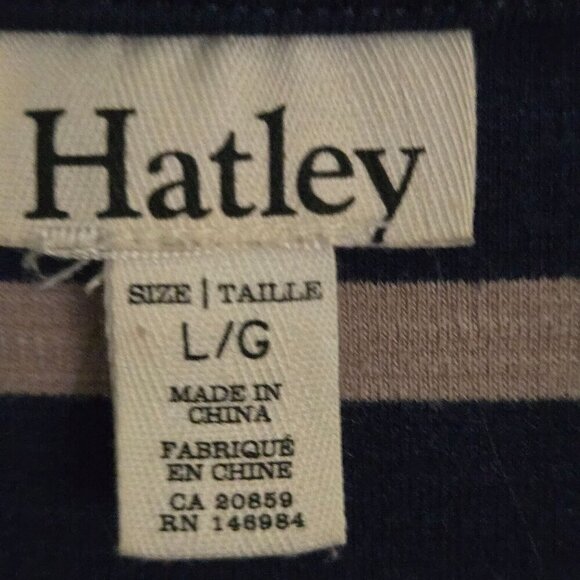 Hatley
SIZE | TAILLE
L/G
MADE IN
CHINA
FABRIQUÉ
EN CHINE
CA 20859
RN 146984